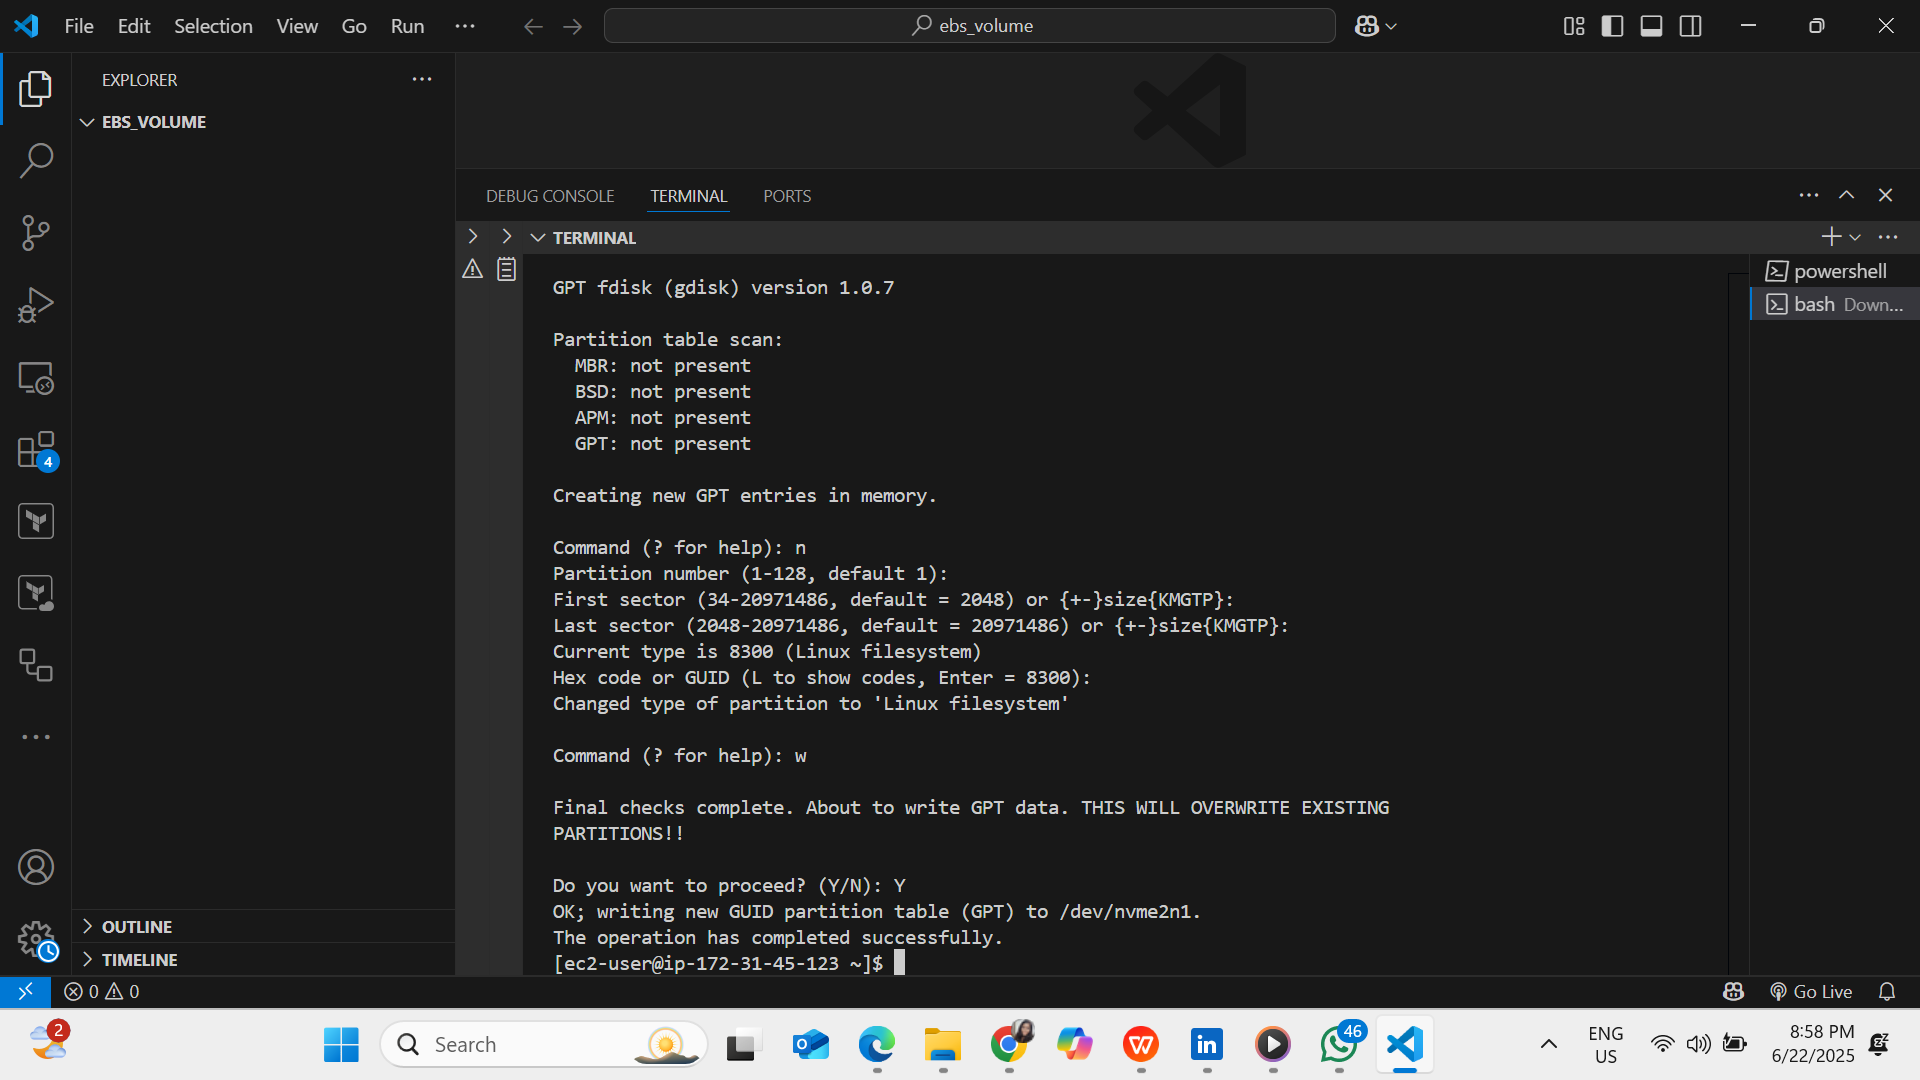 File Edit Selection View Go Run ebs_volume
EXPLORER
EBS_VOLUME
DEBUG CONSOLE TERMINAL PORTS
TERMINAL
powershell
bash Down...
GPT fdisk (gdisk) version 1.0.7
Partition table scan:
MBR: not present
BSD: not present
APM: not present
GPT: not present
Creating new GPT entries in memory.
Command (? for help): n
Partition number (1-128, default 1):
First sector (34-20971486, default = 2048) or {+-}size{KMGTP}:
Last sector (2048-20971486, default = 20971486) or {+-}size{KMGTP}:
Current type is 8300 (Linux filesystem)
Hex code or GUID (L to show codes, Enter = 8300):
Changed type of partition to 'Linux filesystem'
Command (? for help): w
Final checks complete. About to write GPT data. THIS WILL OVERWRITE EXISTING
PARTITIONS!!
Do you want to proceed? (Y/N): Y
OK; writing new GUID partition table (GPT) to /dev/nvme2n1.
The operation has completed successfully.
[ec2-user@ip-172-31-45-123 ~]$
4
OUTLINE
TIMELINE
0 0 Go Live
2 Search 46 ENG
US
8:58 PM
6/22/2025